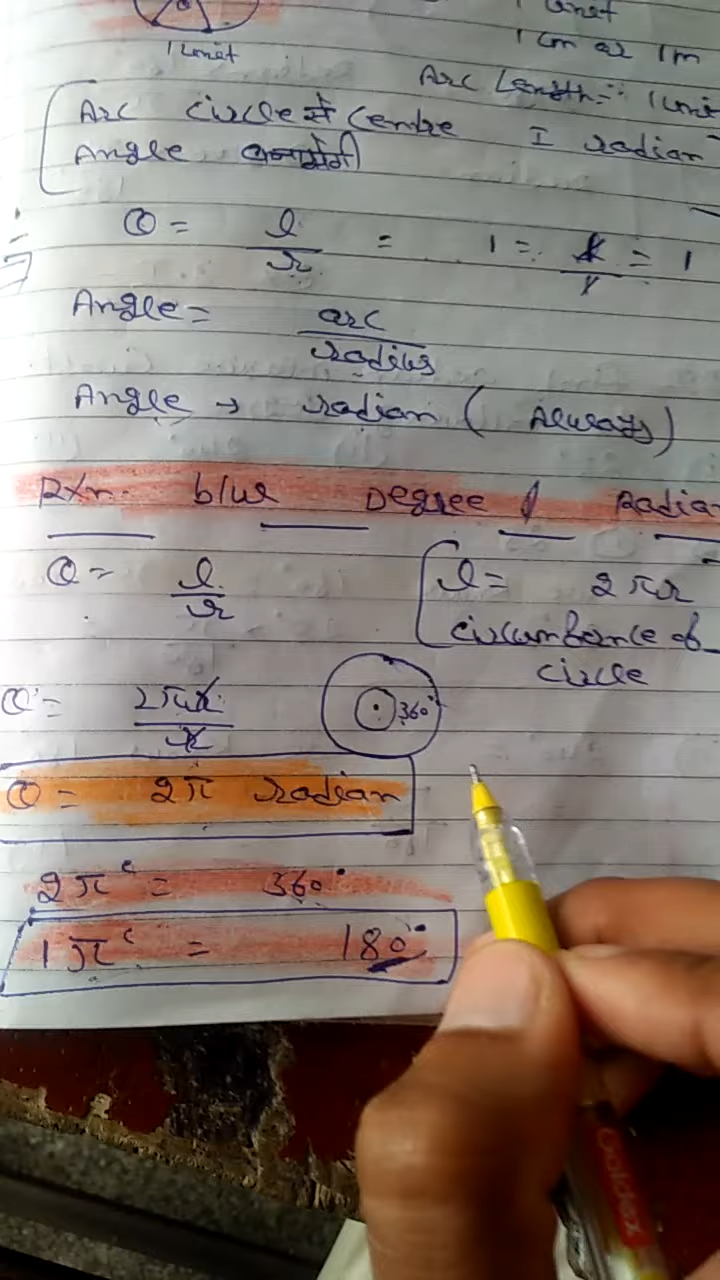 1 unit
1 unit
1 cm or 1m
Arc Length = 1 unit
Arc circle से Centre I radian
Angle बनायेगी
θ = l/r = 1 = 1/1 = 1
Angle = arc/radius
Angle → radian (Always)
Rxn. b/w Degree & Radian
θ = l/r
l = 2πr
circumfernce of
circle
θ = 2πr/r
360°
θ = 2π radian
2π^c = 360°
1π^c = 180°